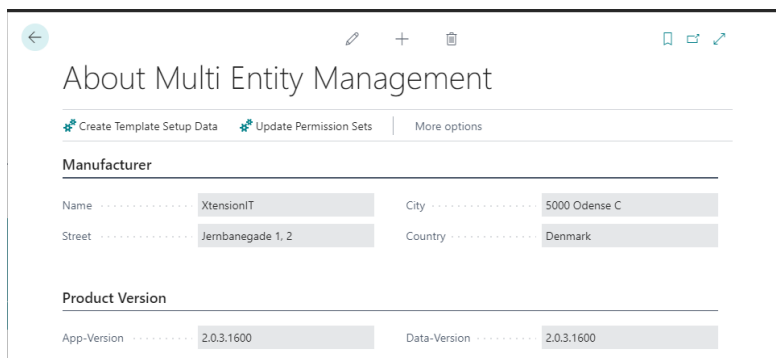 About Multi Entity Management
Create Template Setup Data Update Permission Sets More options
Manufacturer
Name XtensionIT City 5000 Odense C
Street Jernbanegade 1, 2 Country Denmark
Product Version
App-Version 2.0.3.1600 Data-Version 2.0.3.1600